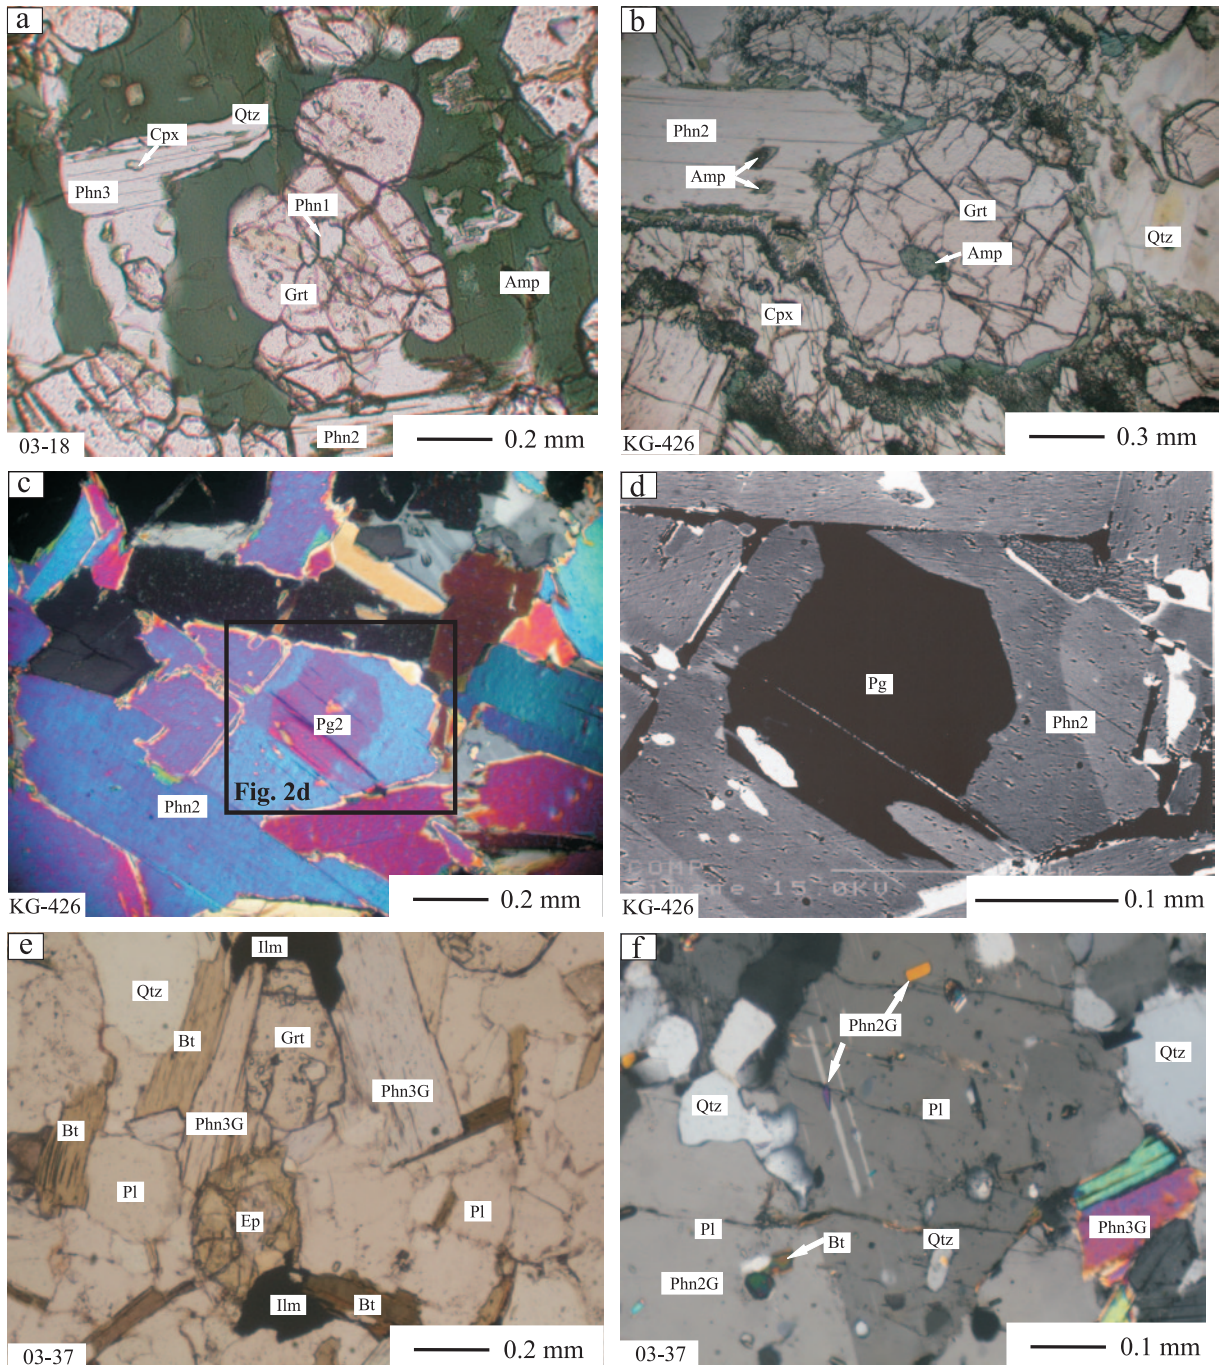 a
Qtz
Cpx
Phn3
Phn1
Grt
Amp
Phn2
03-18
0.2 mm
b
Phn2
Amp
Grt
Amp
Qtz
Cpx
KG-426
0.3 mm
c
Pg2
Fig. 2d
Phn2
KG-426
0.2 mm
d
Pg
Phn2
15.0KV
KG-426
0.1 mm
e
Ilm
Qtz
Bt
Grt
Phn3G
Phn3G
Bt
Pl
Ep
Pl
Ilm
Bt
03-37
0.2 mm
f
Phn2G
Qtz
Qtz
Pl
Phn3G
Pl
Bt
Qtz
Phn2G
03-37
0.1 mm